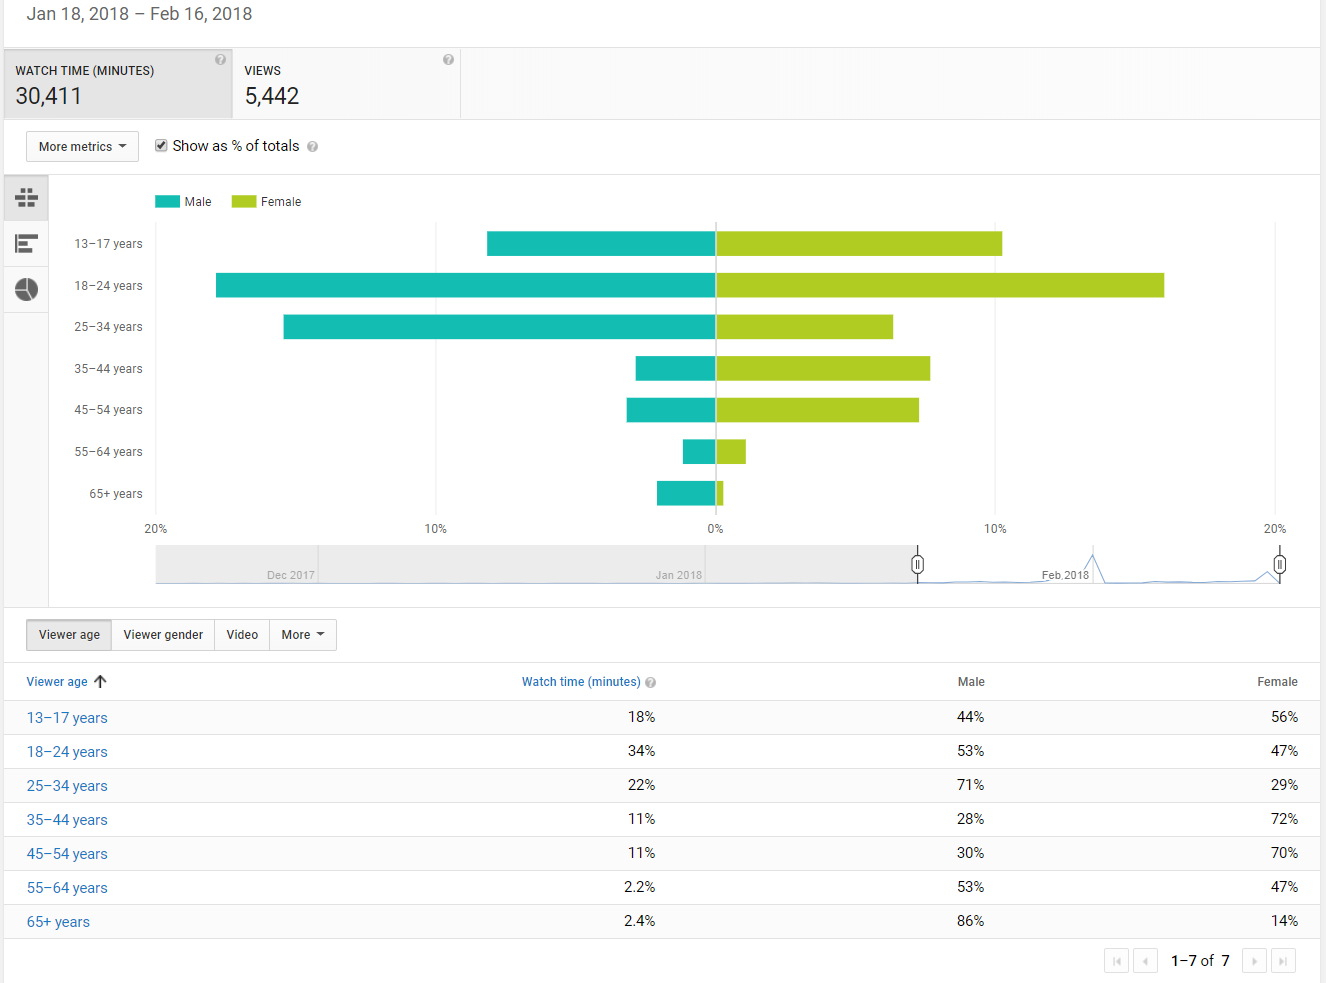 Jan 18, 2018 – Feb 16, 2018
WATCH TIME (MINUTES) ?
30,411
VIEWS ?
5,442
More metrics
Show as % of totals ?
Male Female
13–17 years
18–24 years
25–34 years
35–44 years
45–54 years
55–64 years
65+ years
20% 10% 0% 10% 20%
Dec 2017 Jan 2018 Feb 2018
Viewer age Viewer gender Video More
Viewer age Watch time (minutes) ? Male Female
13–17 years 18% 44% 56%
18–24 years 34% 53% 47%
25–34 years 22% 71% 29%
35–44 years 11% 28% 72%
45–54 years 11% 30% 70%
55–64 years 2.2% 53% 47%
65+ years 2.4% 86% 14%
1–7 of 7